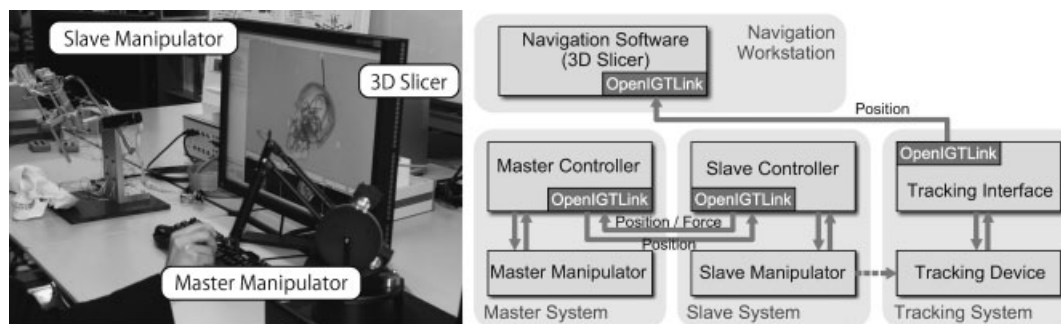 Slave Manipulator
3D Slicer
Master Manipulator
Navigation Software
(3D Slicer)
OpenIGTLink
Navigation
Workstation
Position
Master Controller
OpenIGTLink
Slave Controller
OpenIGTLink
OpenIGTLink
Tracking Interface
Position / Force
Position
Master Manipulator
Slave Manipulator
Tracking Device
Master System
Slave System
Tracking System